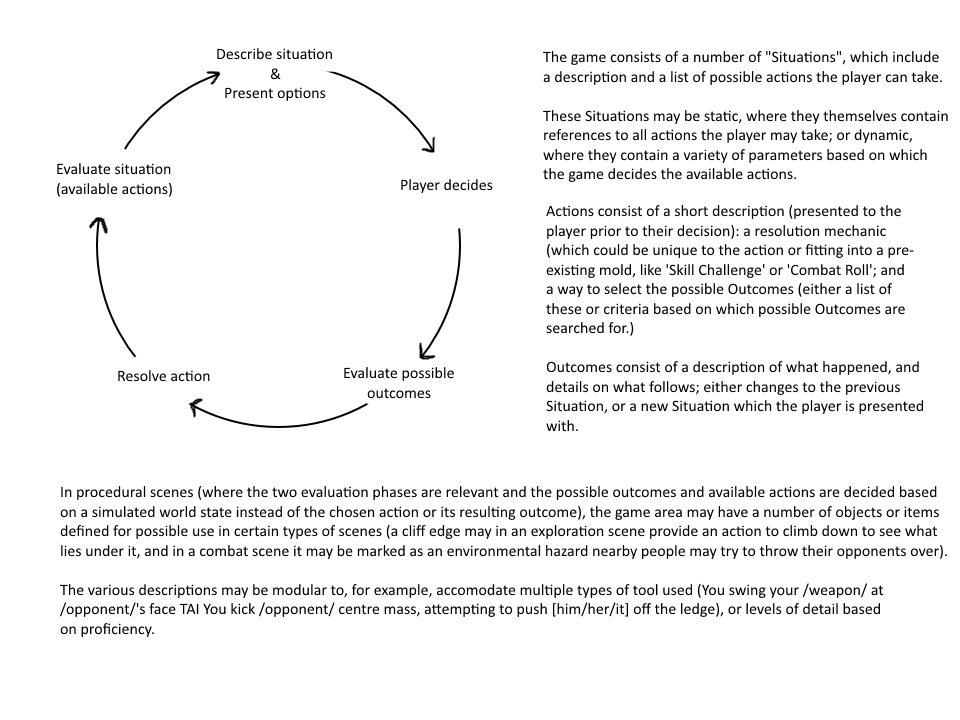 Describe situation
&
Present options
Player decides
Evaluate possible
outcomes
Resolve action
Evaluate situation
(available actions)
The game consists of a number of "Situations", which include
a description and a list of possible actions the player can take.
These Situations may be static, where they themselves contain
references to all actions the player may take; or dynamic,
where they contain a variety of parameters based on which
the game decides the available actions.
Actions consist of a short description (presented to the
player prior to their decision): a resolution mechanic
(which could be unique to the action or fitting into a pre-
existing mold, like 'Skill Challenge' or 'Combat Roll'; and
a way to select the possible Outcomes (either a list of
these or criteria based on which possible Outcomes are
searched for.)
Outcomes consist of a description of what happened, and
details on what follows; either changes to the previous
Situation, or a new Situation which the player is presented
with.
In procedural scenes (where the two evaluation phases are relevant and the possible outcomes and available actions are decided based
on a simulated world state instead of the chosen action or its resulting outcome), the game area may have a number of objects or items
defined for possible use in certain types of scenes (a cliff edge may in an exploration scene provide an action to climb down to see what
lies under it, and in a combat scene it may be marked as an environmental hazard nearby people may try to throw their opponents over).
The various descriptions may be modular to, for example, accomodate multiple types of tool used (You swing your /weapon/ at
/opponent/'s face TAI You kick /opponent/ centre mass, attempting to push [him/her/it] off the ledge), or levels of detail based
on proficiency.